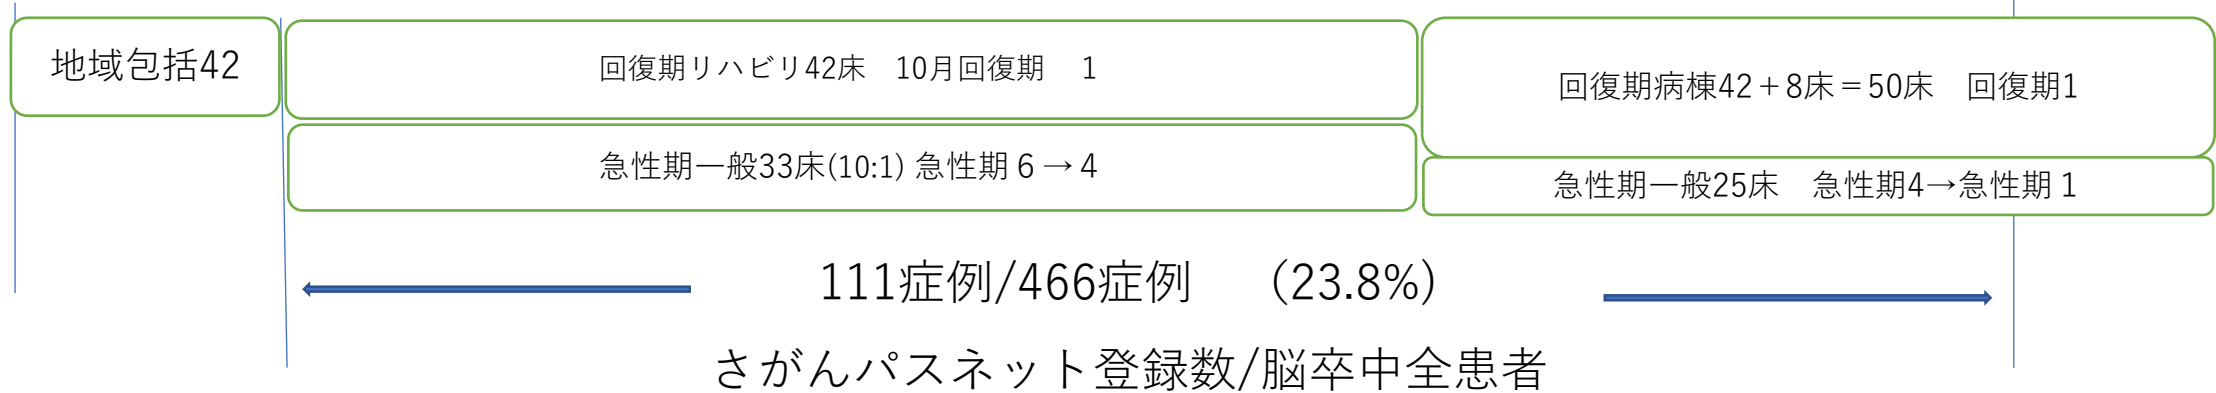 地域包括42
回復期リハビリ42床　10月回復期　1
回復期病棟42＋8床＝50床　回復期1
急性期一般33床(10:1) 急性期６→４
急性期一般25床　急性期4→急性期１
111症例/466症例　（23.8%）
さがんパスネット登録数/脳卒中全患者